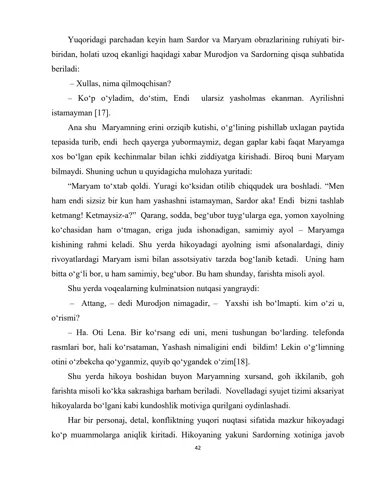 Yuqoridagi parchadan keyin ham Sardor va Maryam obrazlarining ruhiyati bir-
biridan, holati uzoq ekanligi haqidagi xabar Murodjon va Sardorning qisqa suhbatida
beriladi:
– Xullas, nima qilmoqchisan?
– Ko‘p o‘yladim, do‘stim, Endi ularsiz yasholmas ekanman. Ayrilishni
istamayman [17].
Ana shu Maryamning erini orziqib kutishi, o‘g‘lining pishillab uxlagan paytida
tepasida turib, endi hech qayerga yubormaymiz, degan gaplar kabi faqat Maryamga
xos bo‘lgan epik kechinmalar bilan ichki ziddiyatga kirishadi. Biroq buni Maryam
bilmaydi. Shuning uchun u quyidagicha mulohaza yuritadi:
“Maryam to‘xtab qoldi. Yuragi ko‘ksidan otilib chiqqudek ura boshladi. “Men
ham endi sizsiz bir kun ham yashashni istamayman, Sardor aka! Endi bizni tashlab
ketmang! Ketmaysiz-a?” Qarang, sodda, beg‘ubor tuyg‘ularga ega, yomon xayolning
ko‘chasidan ham o‘tmagan, eriga juda ishonadigan, samimiy ayol – Maryamga
kishining rahmi keladi. Shu yerda hikoyadagi ayolning ismi afsonalardagi, diniy
rivoyatlardagi Maryam ismi bilan assotsiyativ tarzda bog‘lanib ketadi. Uning ham
bitta o‘g‘li bor, u ham samimiy, beg‘ubor. Bu ham shunday, farishta misoli ayol.
Shu yerda voqealarning kulminatsion nutqasi yangraydi:
– Attang, – dedi Murodjon nimagadir, – Yaxshi ish bo‘lmapti. kim o‘zi u,
o‘rismi?
– Ha. Oti Lena. Bir ko‘rsang edi uni, meni tushungan bo‘larding. telefonda
rasmlari bor, hali ko‘rsataman, Yashash nimaligini endi bildim! Lekin o‘g‘limning
otini o‘zbekcha qo‘yganmiz, quyib qo‘ygandek o‘zim[18].
Shu yerda hikoya boshidan buyon Maryamning xursand, goh ikkilanib, goh
farishta misoli ko‘kka sakrashiga barham beriladi. Novelladagi syujet tizimi aksariyat
hikoyalarda bo‘lgani kabi kundoshlik motiviga qurilgani oydinlashadi.
Har bir personaj, detal, konfliktning yuqori nuqtasi sifatida mazkur hikoyadagi
ko‘p muammolarga aniqlik kiritadi. Hikoyaning yakuni Sardorning xotiniga javob
42